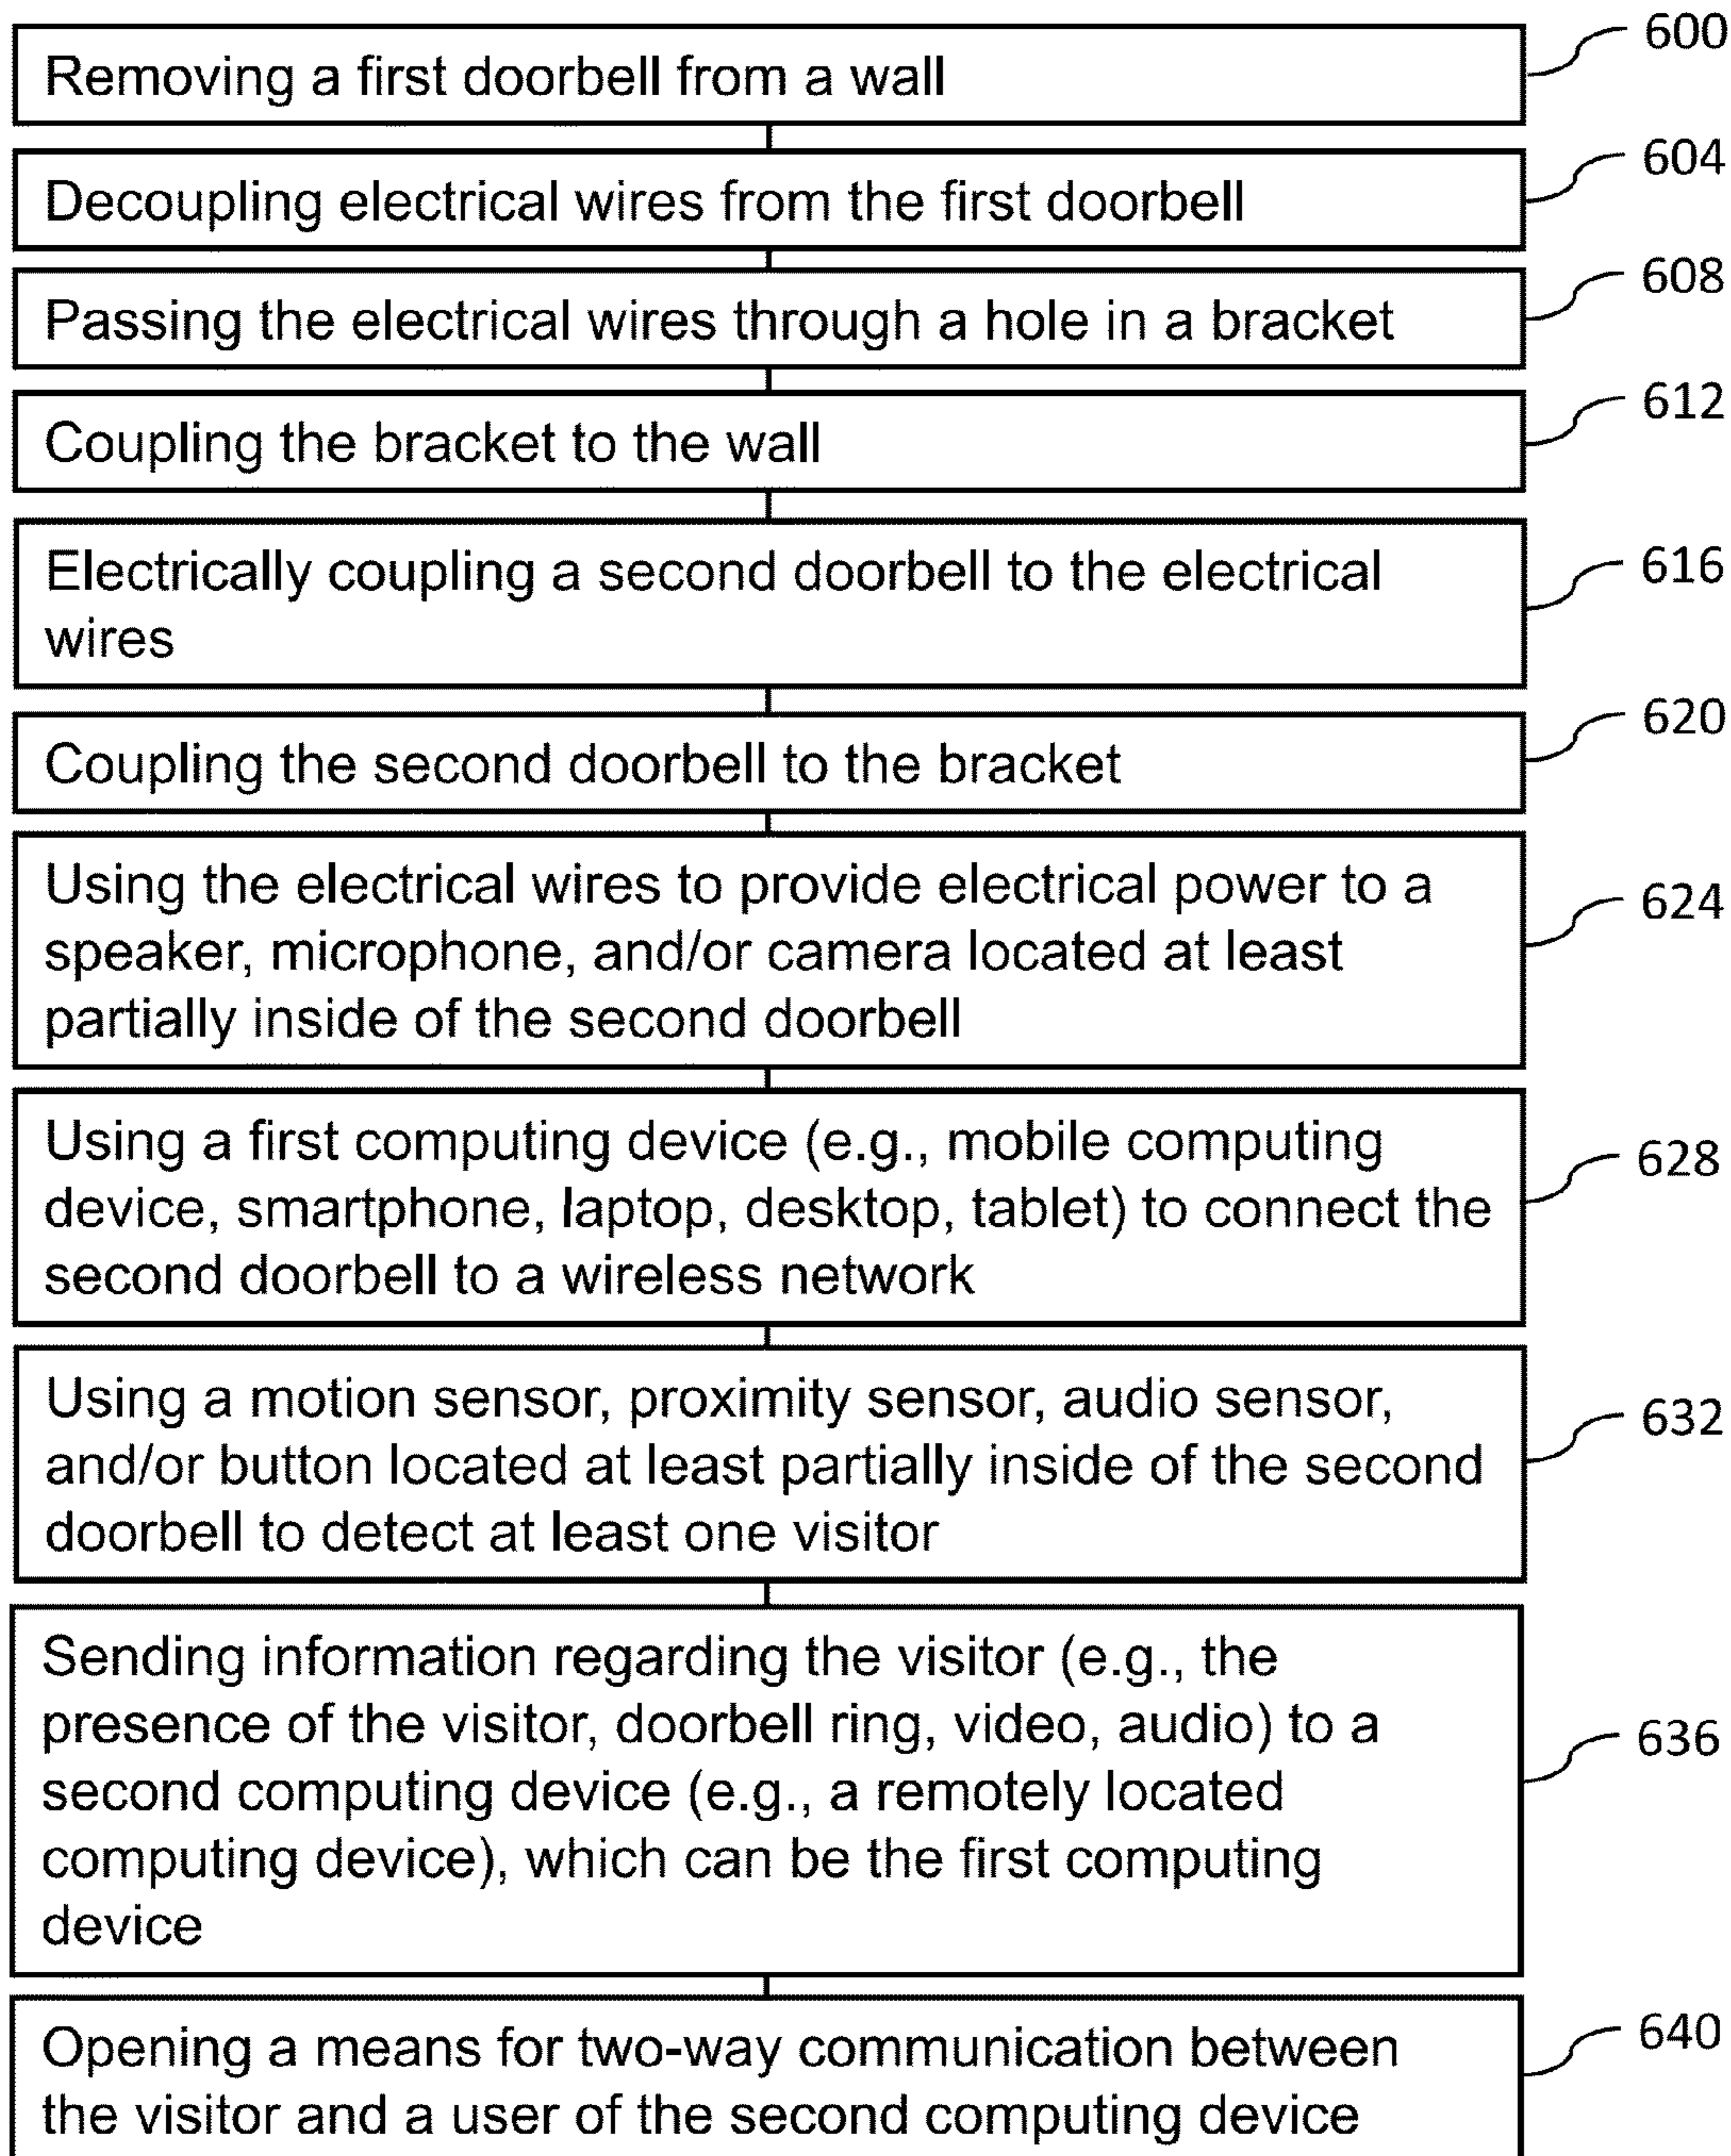 Removing a first doorbell from a wall
600
Decoupling electrical wires from the first doorbell
604
Passing the electrical wires through a hole in a bracket
608
Coupling the bracket to the wall
612
Electrically coupling a second doorbell to the electrical
wires
616
Coupling the second doorbell to the bracket
620
Using the electrical wires to provide electrical power to a
speaker, microphone, and/or camera located at least
partially inside of the second doorbell
624
Using a first computing device (e.g., mobile computing
device, smartphone, laptop, desktop, tablet) to connect the
second doorbell to a wireless network
628
Using a motion sensor, proximity sensor, audio sensor,
and/or button located at least partially inside of the second
doorbell to detect at least one visitor
632
Sending information regarding the visitor (e.g., the
presence of the visitor, doorbell ring, video, audio) to a
second computing device (e.g., a remotely located
computing device), which can be the first computing
device
636
Opening a means for two-way communication between
the visitor and a user of the second computing device
640